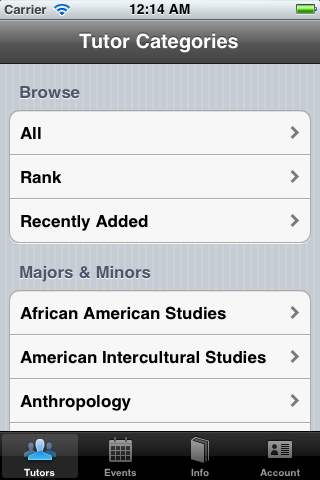 Carrier 12:14 AM
Tutor Categories
Browse
All
Rank
Recently Added
Majors & Minors
African American Studies
American Intercultural Studies
Anthropology
Tutors Events Info Account